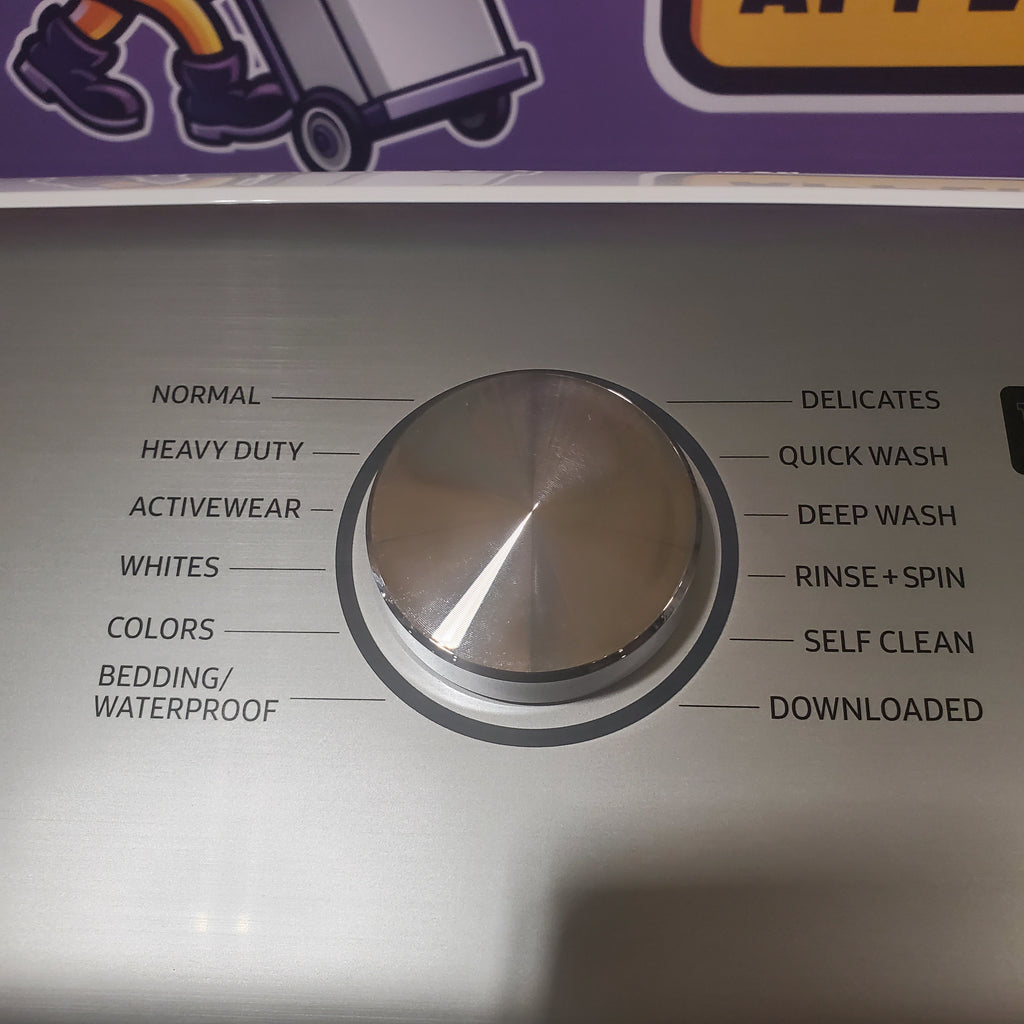 NORMAL
HEAVY DUTY
ACTIVEWEAR
WHITES
COLORS
BEDDING/
WATERPROOF
DELICATES
QUICK WASH
DEEP WASH
RINSE+SPIN
SELF CLEAN
DOWNLOADED